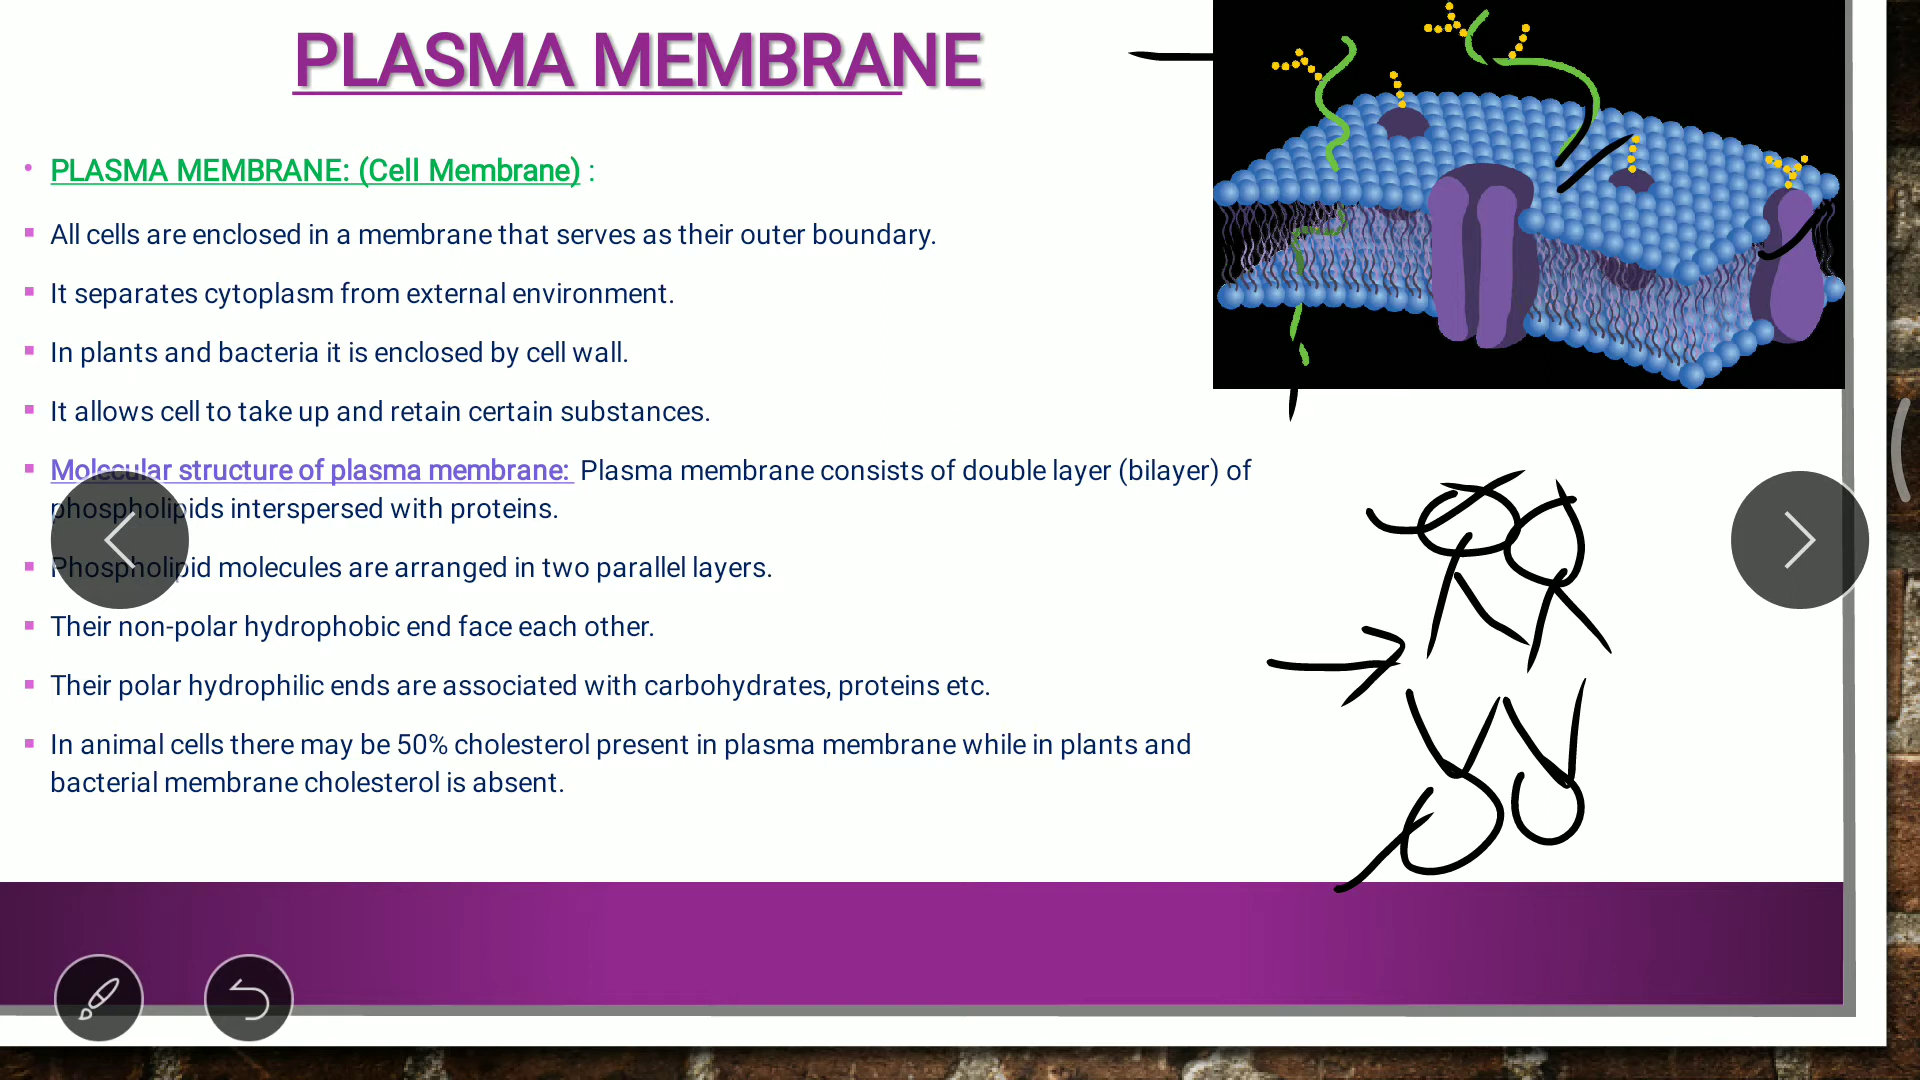 PLASMA MEMBRANE
PLASMA MEMBRANE: (Cell Membrane) :
All cells are enclosed in a membrane that serves as their outer boundary.
It separates cytoplasm from external environment.
In plants and bacteria it is enclosed by cell wall.
It allows cell to take up and retain certain substances.
Molecular structure of plasma membrane: Plasma membrane consists of double layer (bilayer) of
phospholipids interspersed with proteins.
Phospholipid molecules are arranged in two parallel layers.
Their non-polar hydrophobic end face each other.
Their polar hydrophilic ends are associated with carbohydrates, proteins etc.
In animal cells there may be 50% cholesterol present in plasma membrane while in plants and
bacterial membrane cholesterol is absent.